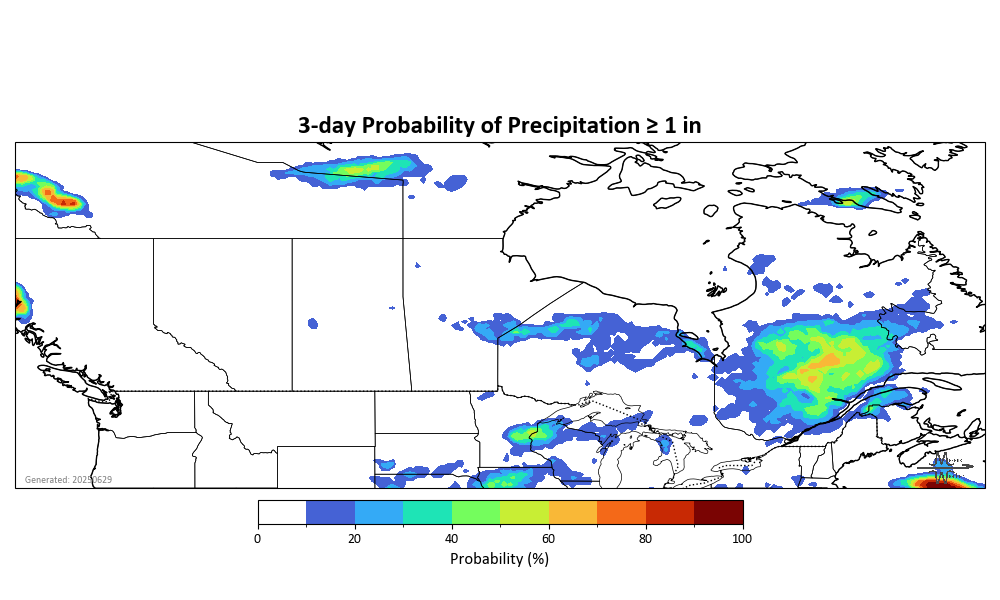 3-day Probability of Precipitation ≥ 1 in
Generated: 20250629
0 20 40 60 80 100
Probability (%)